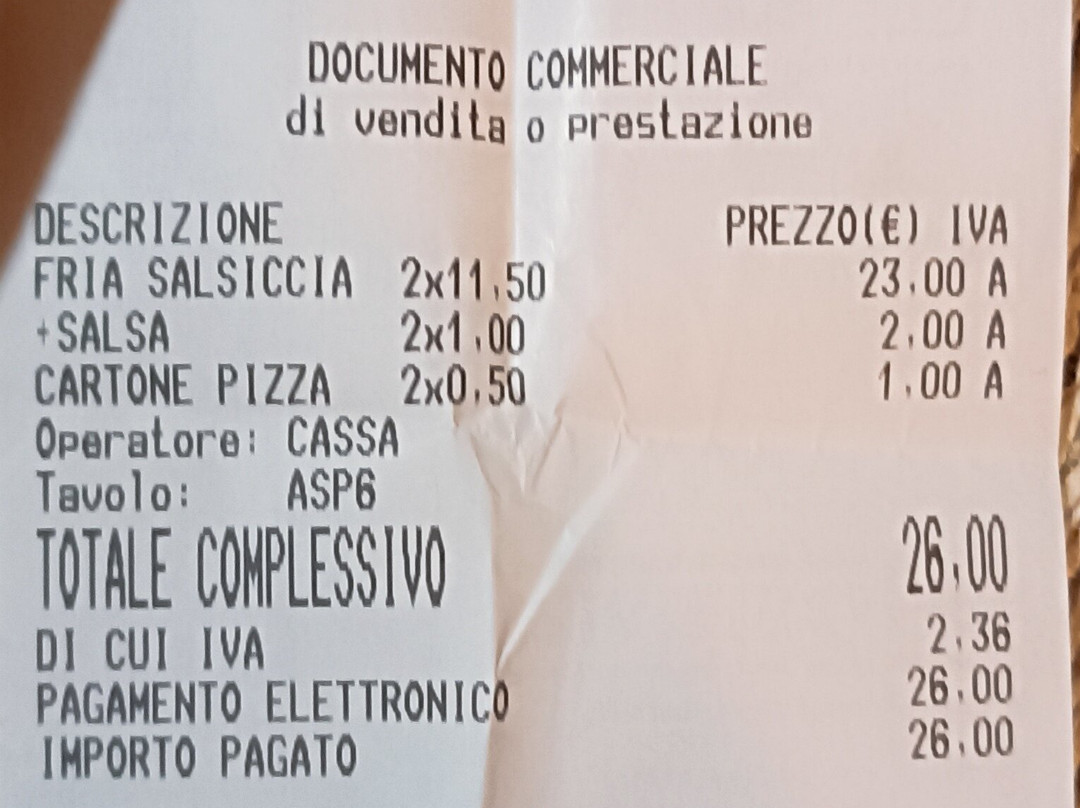 DOCUMENTO COMMERCIALE
di vendita o prestazione
DESCRIZIONE PREZZO(€) IVA
FRIA SALSICCIA 2x11,50 23,00 A
+SALSA 2x1,00 2,00 A
CARTONE PIZZA 2x0,50 1,00 A
Operatore: CASSA
Tavolo: ASP6
TOTALE COMPLESSIVO 26,00
DI CUI IVA 2,36
PAGAMENTO ELETTRONICO 26,00
IMPORTO PAGATO 26,00